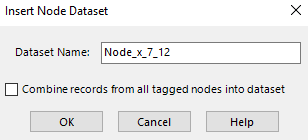 Insert Node Dataset
Dataset Name: Node_x_7_12
Combine records from all tagged nodes into dataset
OK Cancel Help